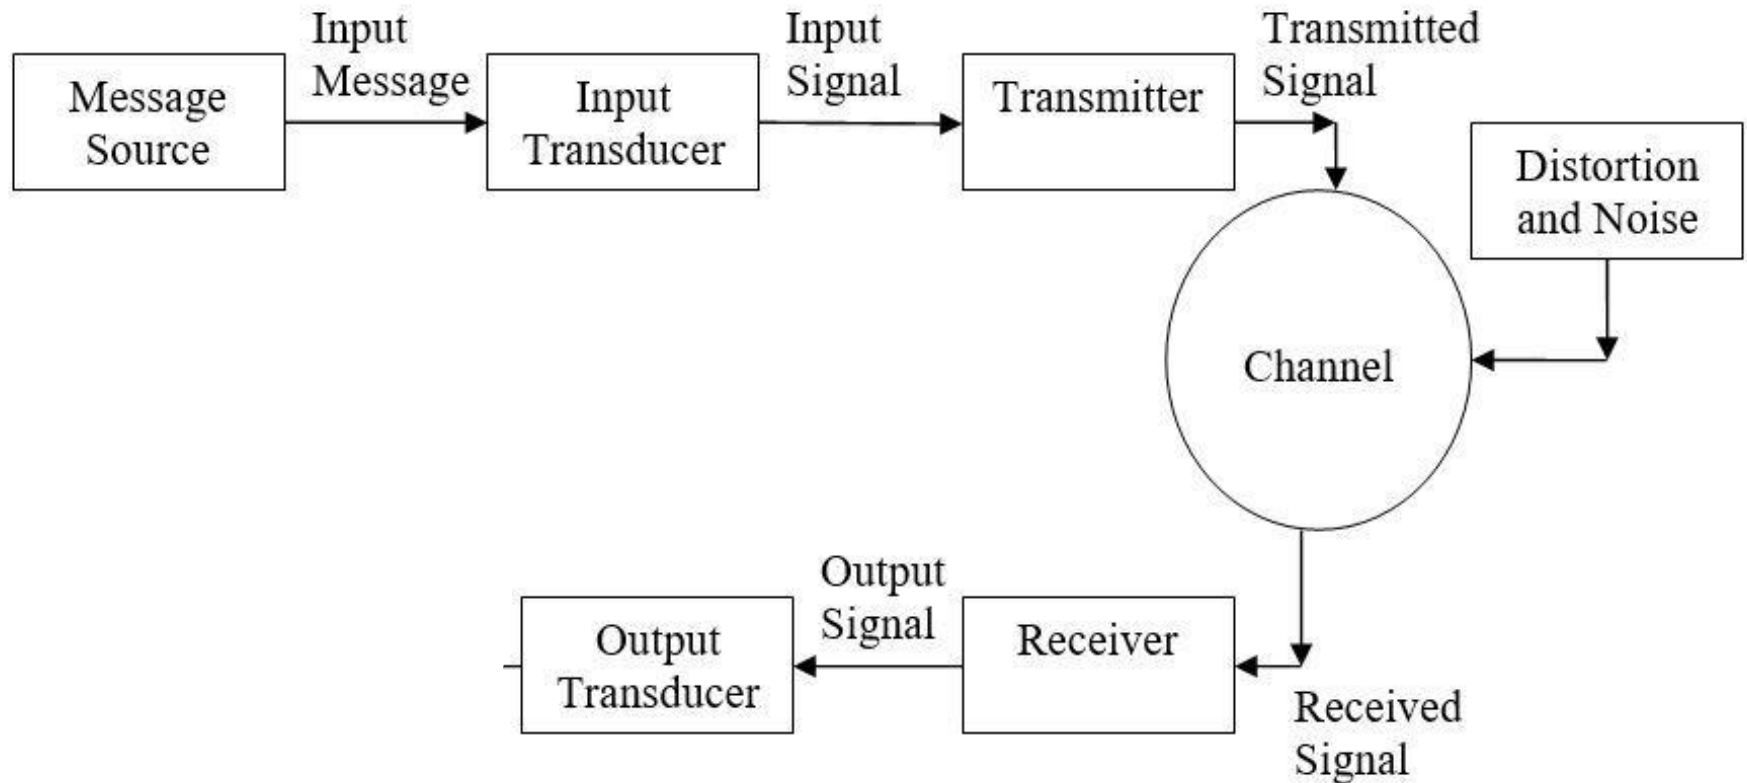 Input
Message
Input
Signal
Transmitted
Signal
Message
Source
Input
Transducer
Transmitter
Distortion
and Noise
Channel
Output
Signal
Output
Transducer
Receiver
Received
Signal